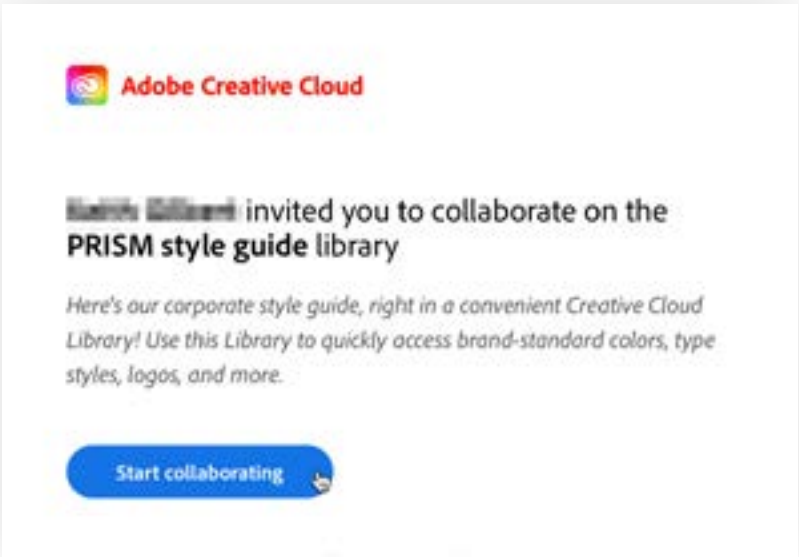 Adobe Creative Cloud
invited you to collaborate on the
PRISM style guide library
Here's our corporate style guide, right in a convenient Creative Cloud
Library! Use this Library to quickly access brand-standard colors, type
styles, logos, and more.
Start collaborating